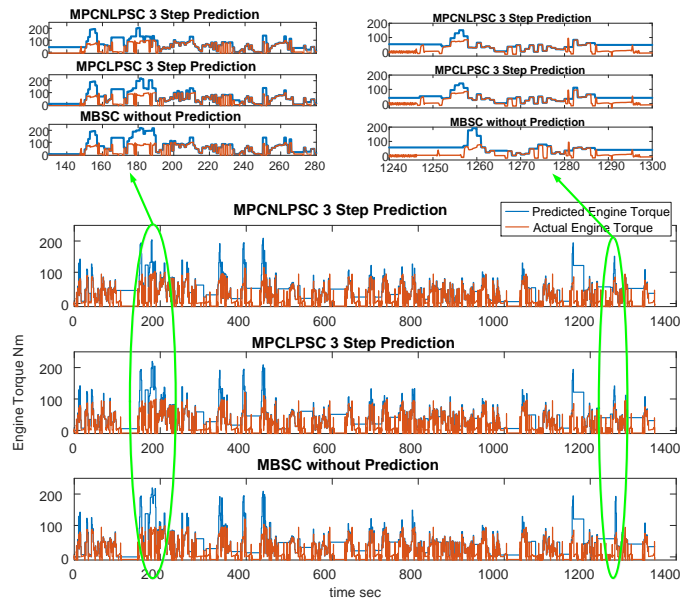 MPCNLPSC 3 Step Prediction
200
100
0
MPCLPSC 3 Step Prediction
200
100
0
MBSC without Prediction
200
100
0
140 160 180 200 220 240 260 280
MPCNLPSC 3 Step Prediction
200
100
0
MPCLPSC 3 Step Prediction
200
100
0
MBSC without Prediction
200
100
0
1240 1250 1260 1270 1280 1290 1300
MPCNLPSC 3 Step Prediction
Predicted Engine Torque
Actual Engine Torque
200
100
0
0 200 400 600 800 1000 1200 1400
MPCLPSC 3 Step Prediction
Engine Torque Nm
200
100
0
0 200 400 600 800 1000 1200 1400
MBSC without Prediction
200
100
0
0 200 400 600 800 1000 1200 1400
time sec